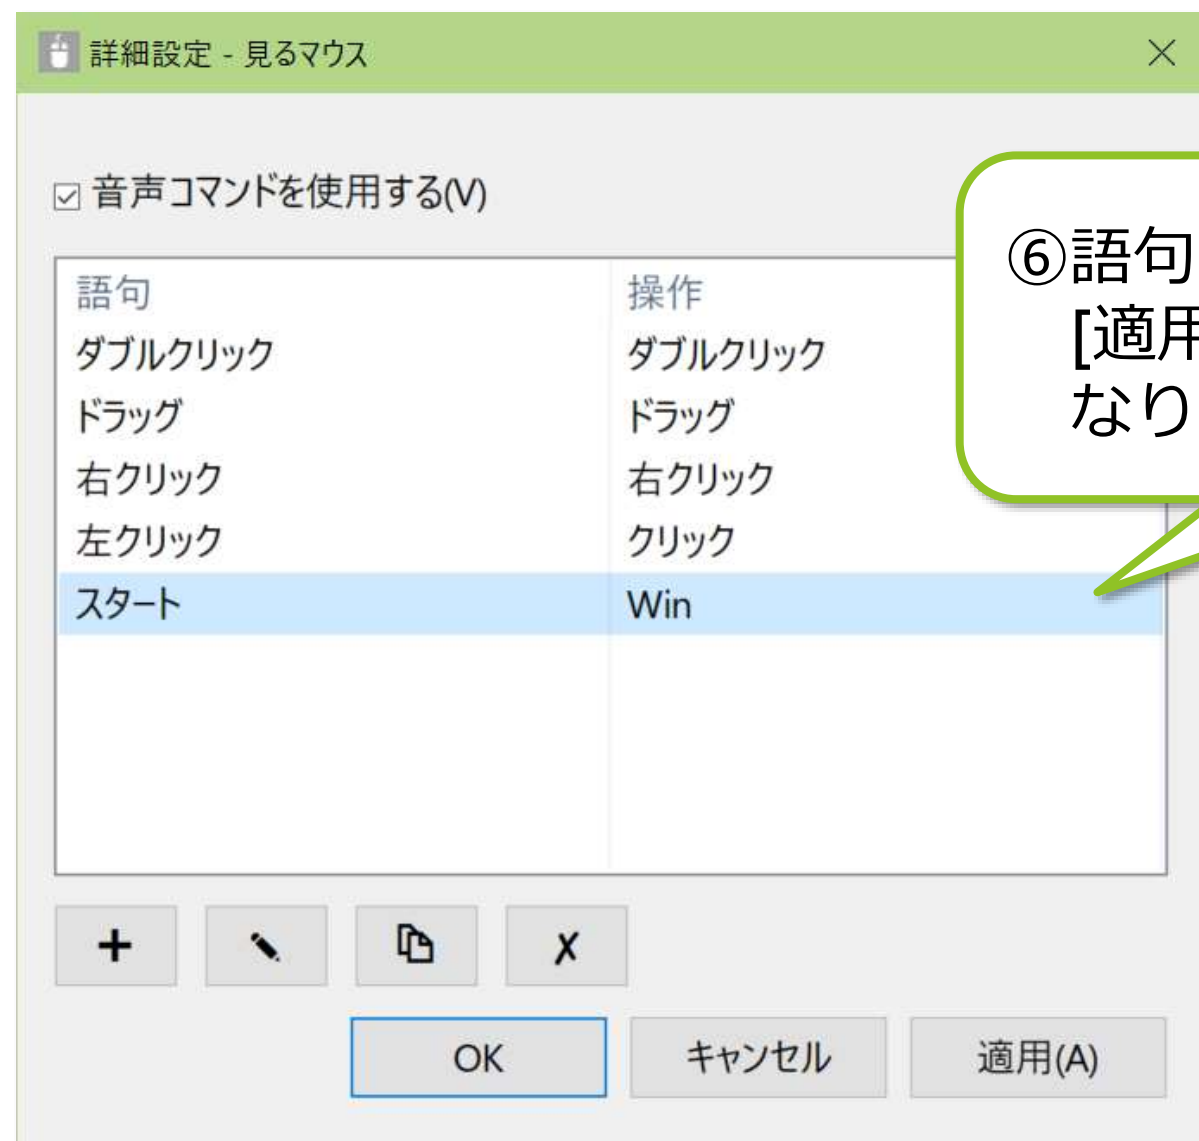 詳細設定 - 見るマウス
音声コマンドを使用する(V)
語句 操作
ダブルクリック ダブルクリック
ドラッグ ドラッグ
右クリック 右クリック
左クリック クリック
スタート Win
⑥語句
[適用
なり
OK キャンセル 適用(A)